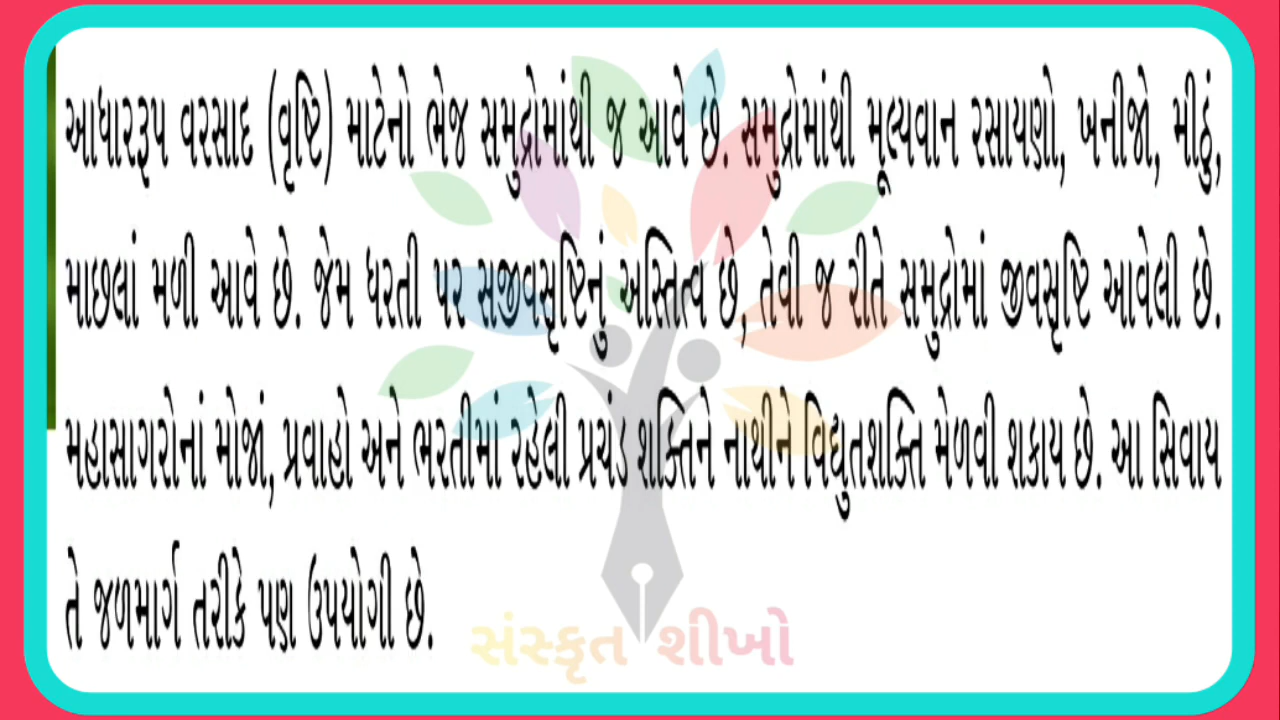 આધારરૂપ વરસાદ (વૃષ્ટિ) માટેનો ભેજ સમુદ્રોમાંથી જ આવે છે. સમુદ્રોમાંથી મૂલ્યવાન રસાયણો, ખનીજો, મીઠું,
માછલાં મળી આવે છે. જેમ ધરતી પર સજીવસૃષ્ટિનું અસ્તિત્વ છે, તેવી જ રીતે સમુદ્રોમાં જીવસૃષ્ટિ આવેલી છે.
મહાસાગરોનાં મોજાં, પ્રવાહો અને ભરતીમાં રહેલી પ્રચંડ શક્તિને નાથીને વિદ્યુતશક્તિ મેળવી શકાય છે. આ સિવાય
તે જળમાર્ગ તરીકે પણ ઉપયોગી છે.
સંસ્કૃત શીખો